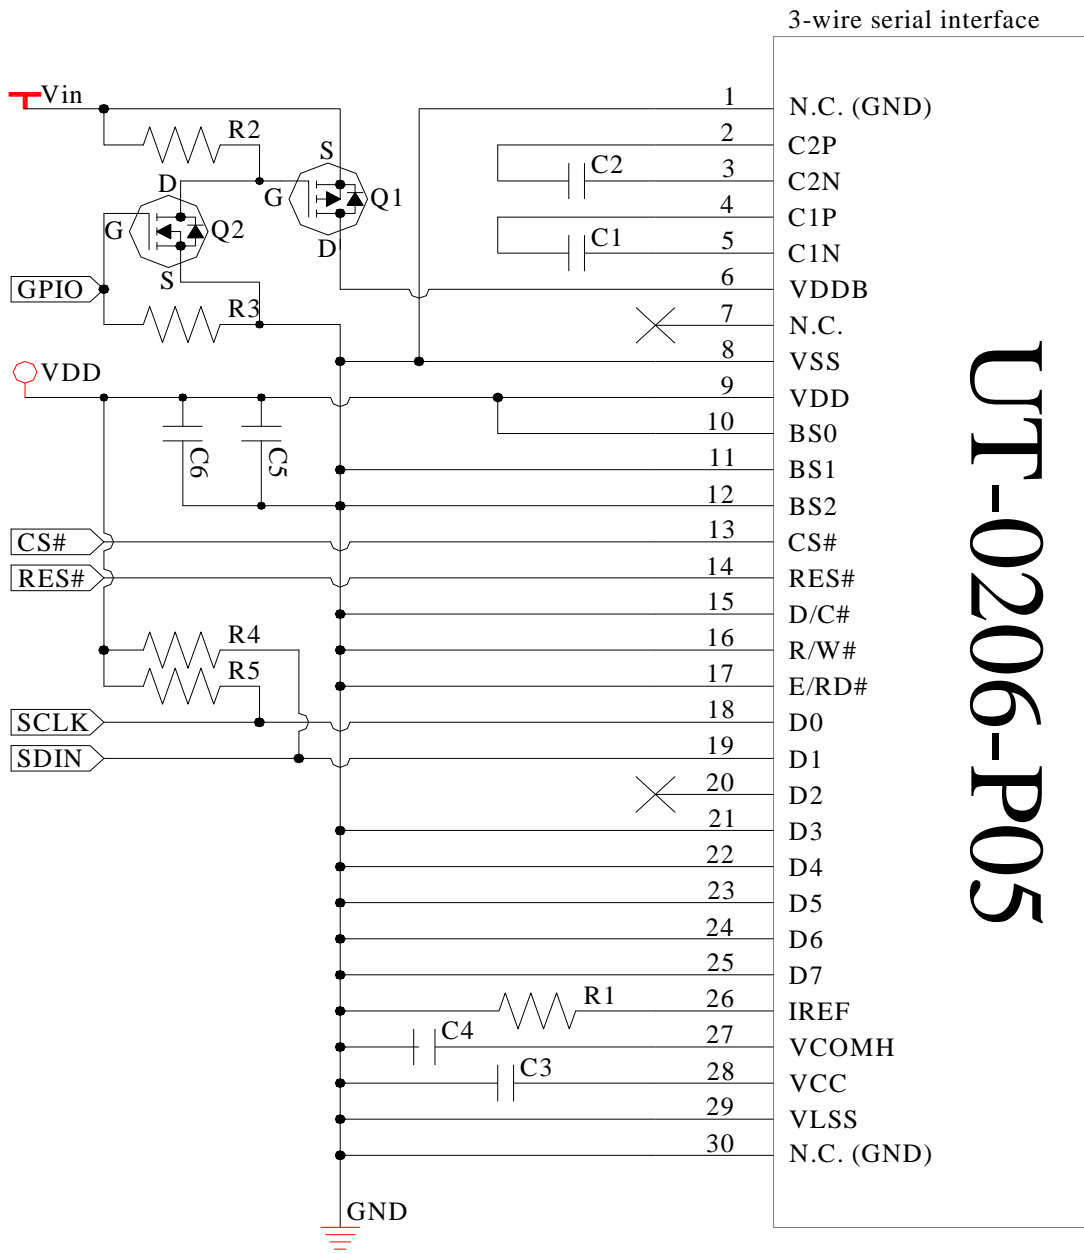 3-wire serial interface
Vin
R2
S
G
Q1
D
D
G
Q2
S
GPIO
R3
VDD
C6
C5
CS#
RES#
R4
R5
SCLK
SDIN
C2
C1
R1
C4
C3
GND
1 N.C. (GND)
2 C2P
3 C2N
4 C1P
5 C1N
6 VDDB
7 N.C.
8 VSS
9 VDD
10 BS0
11 BS1
12 BS2
13 CS#
14 RES#
15 D/C#
16 R/W#
17 E/RD#
18 D0
19 D1
20 D2
21 D3
22 D4
23 D5
24 D6
25 D7
26 IREF
27 VCOMH
28 VCC
29 VLSS
30 N.C. (GND)
UT-0206-P05